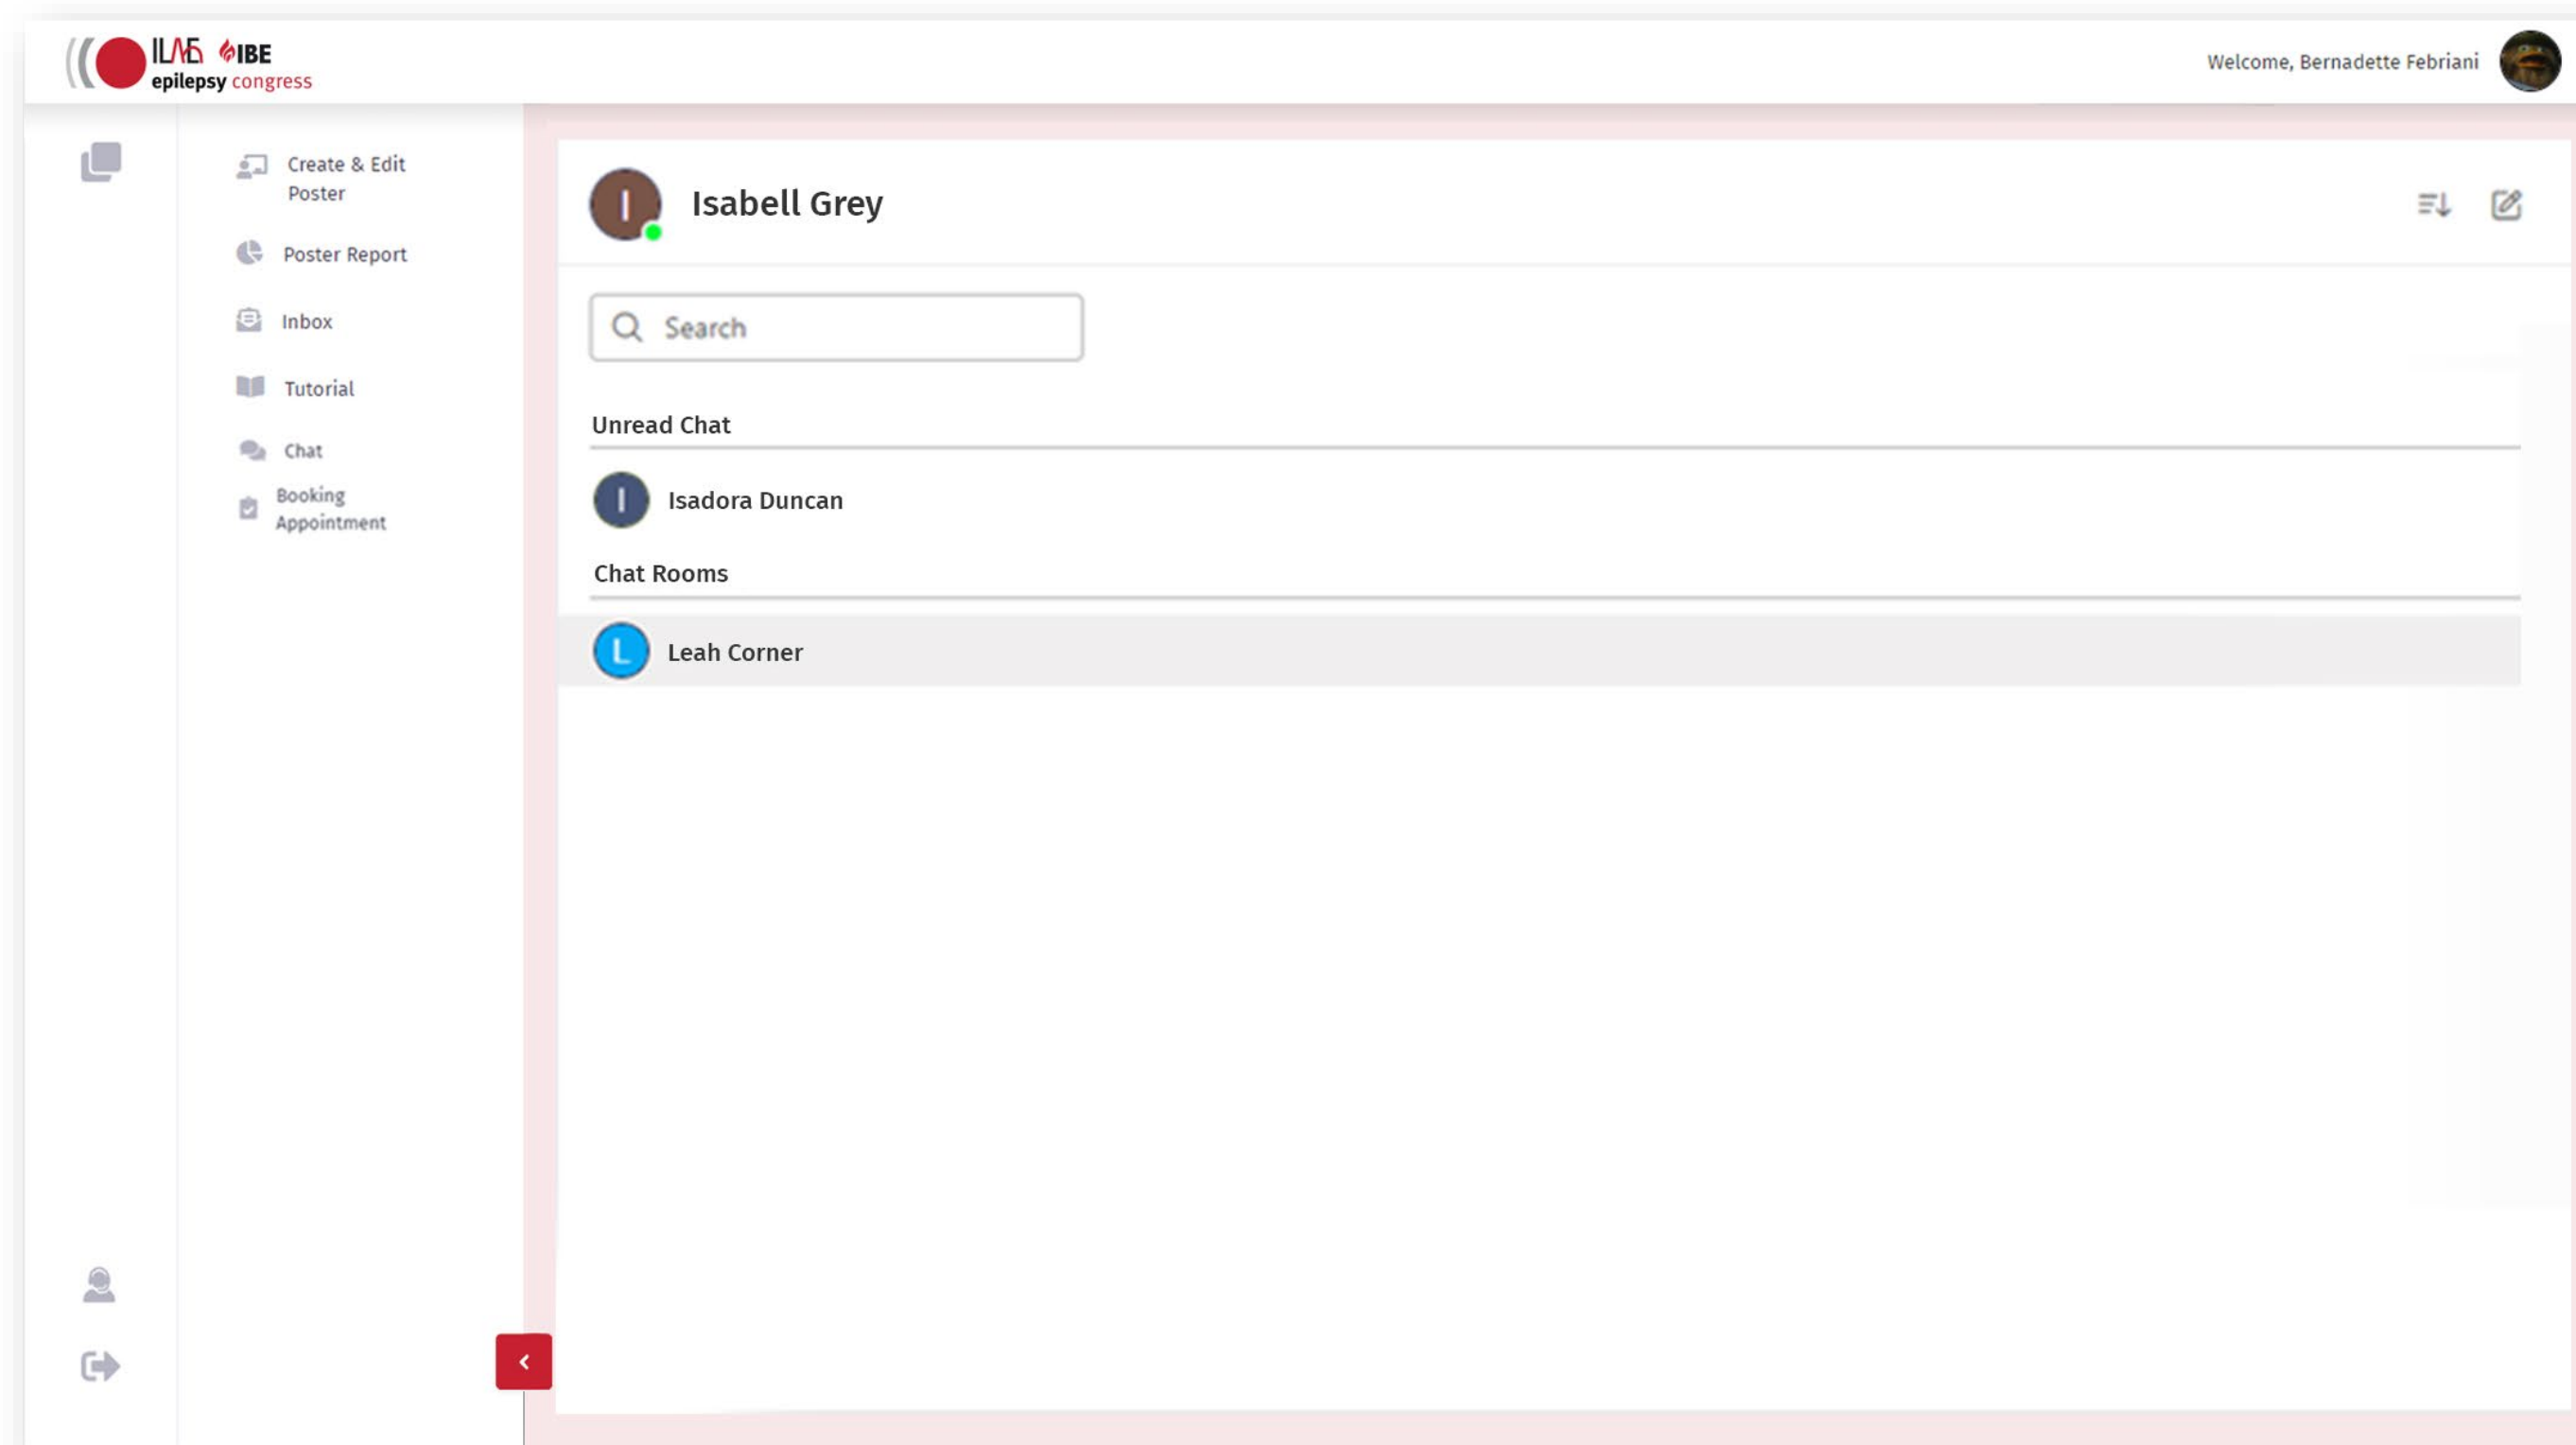 ILAE IBE
epilepsy congress
Welcome, Bernadette Febriani
Create & Edit
Poster
Poster Report
Inbox
Tutorial
Chat
Booking
Appointment
I
Isabell Grey
Search
Unread Chat
I
Isadora Duncan
Chat Rooms
L
Leah Corner